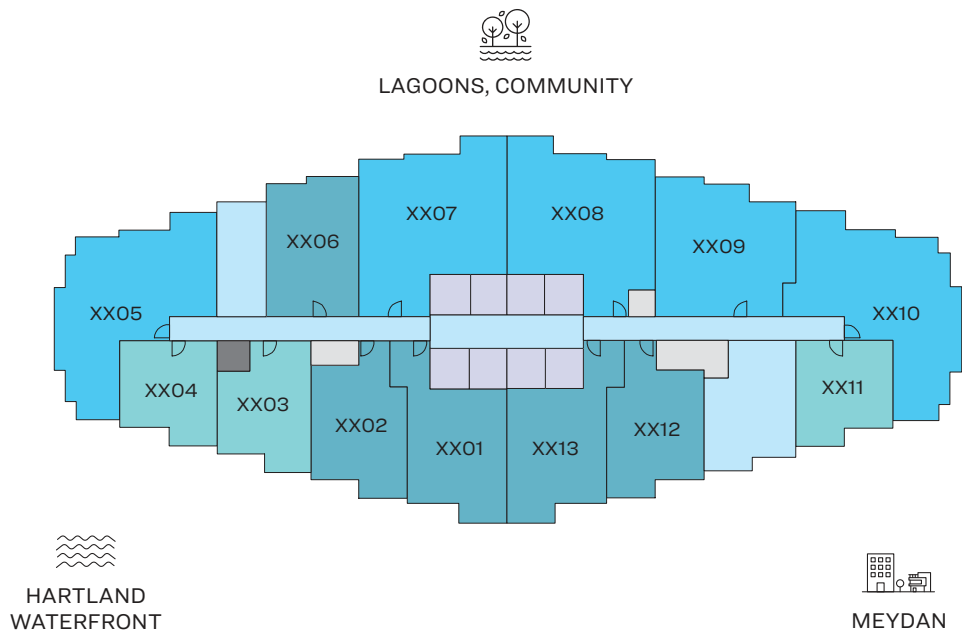 LAGOONS, COMMUNITY
XX07
XX08
XX06
XX09
XX05
XX10
XX04
XX03
XX11
XX02
XX12
XX01
XX13
HARTLAND
WATERFRONT
MEYDAN